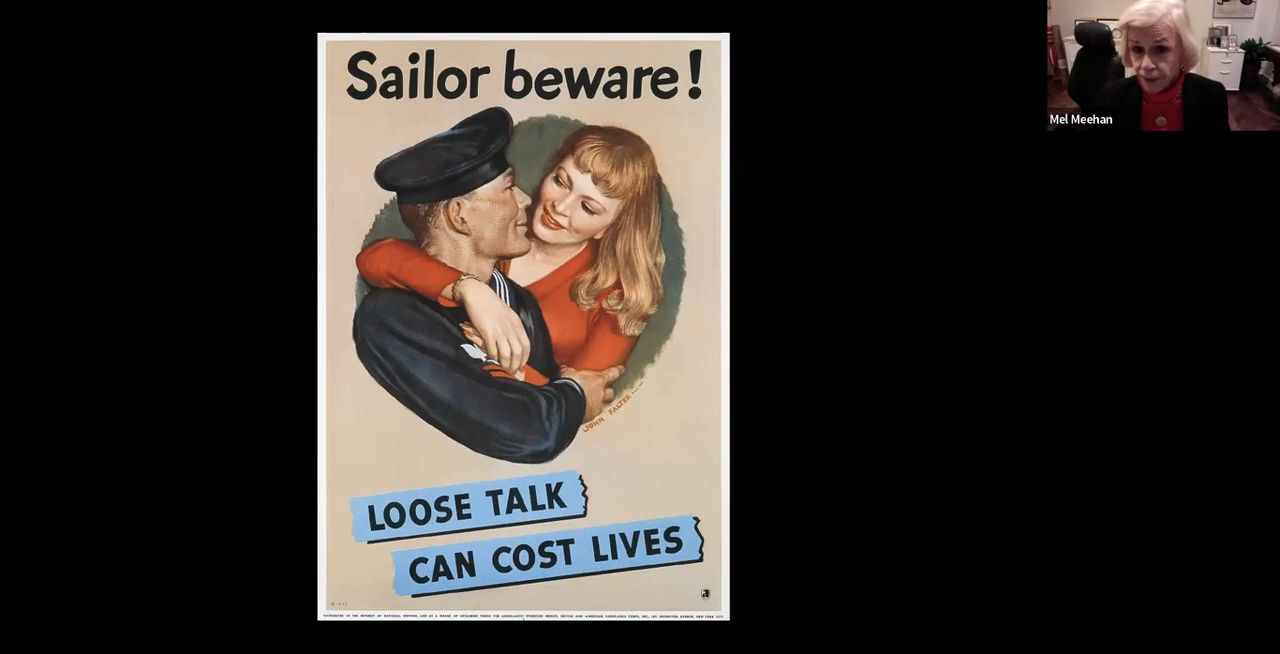 Sailor beware!
Mel Meehan
JOHN FALTER
LOOSE TALK
CAN COST LIVES